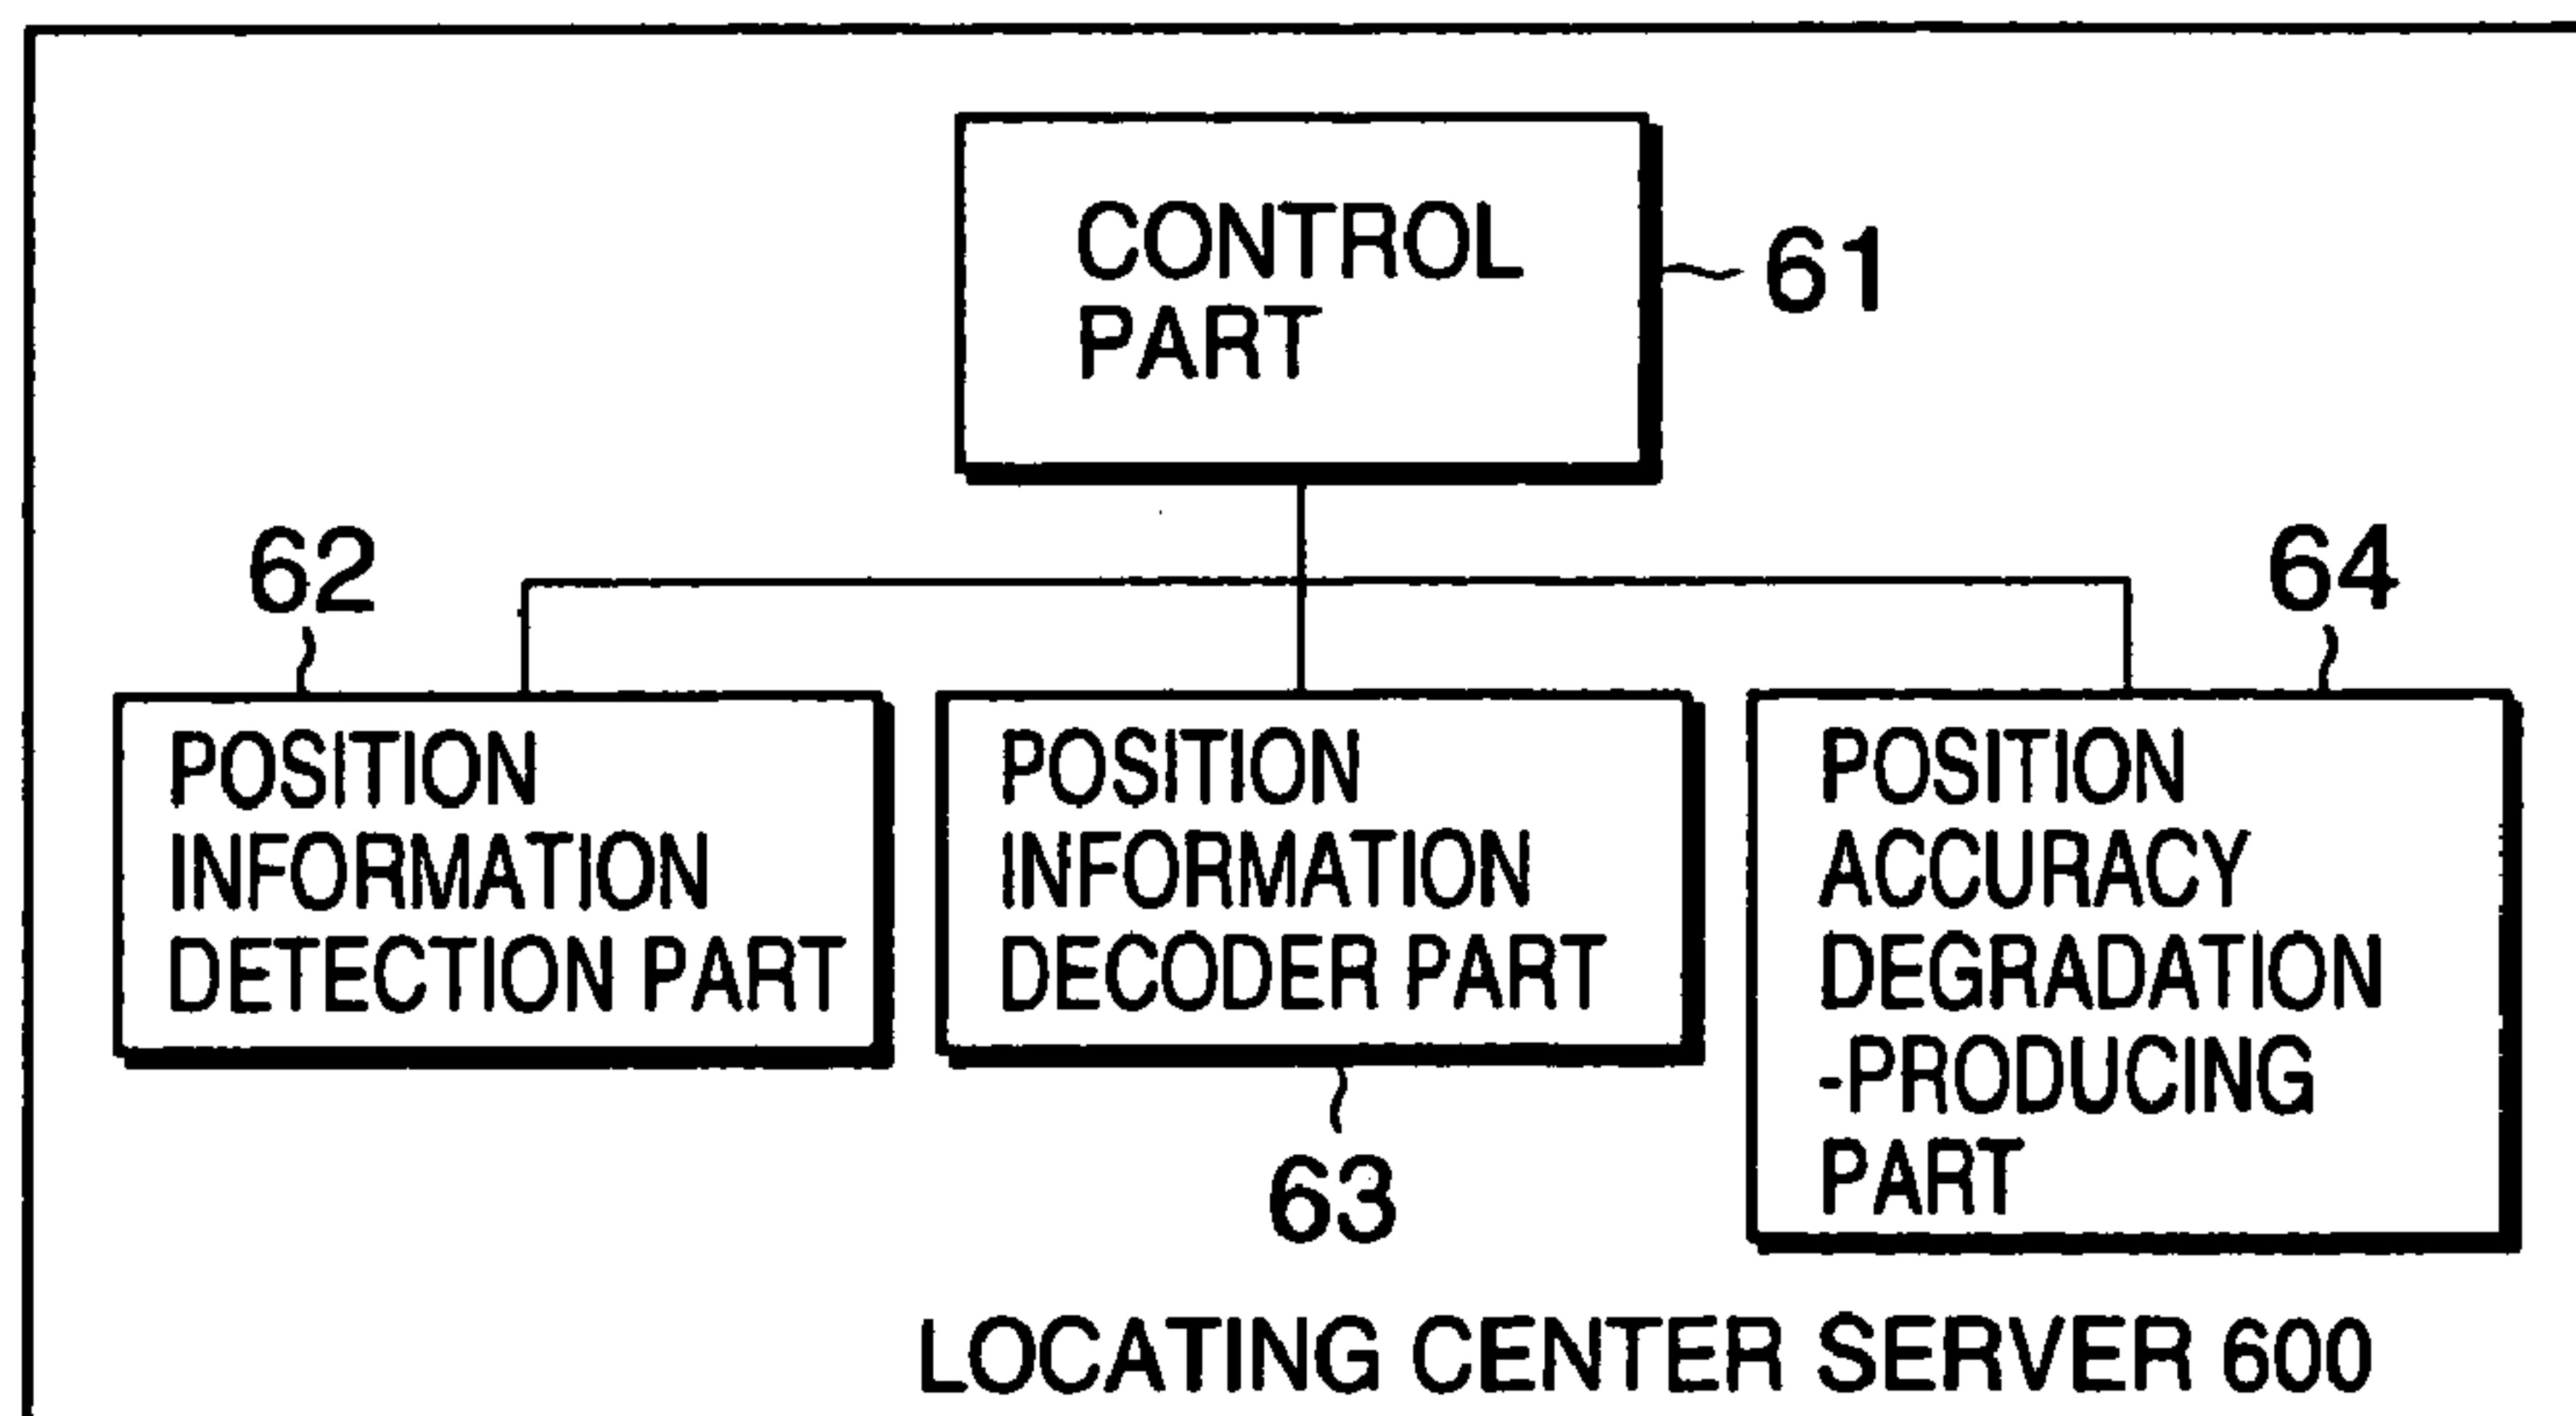 CONTROL
PART
61
62
64
POSITION
INFORMATION
DETECTION PART
POSITION
INFORMATION
DECODER PART
POSITION
ACCURACY
DEGRADATION
-PRODUCING
PART
63
LOCATING CENTER SERVER 600